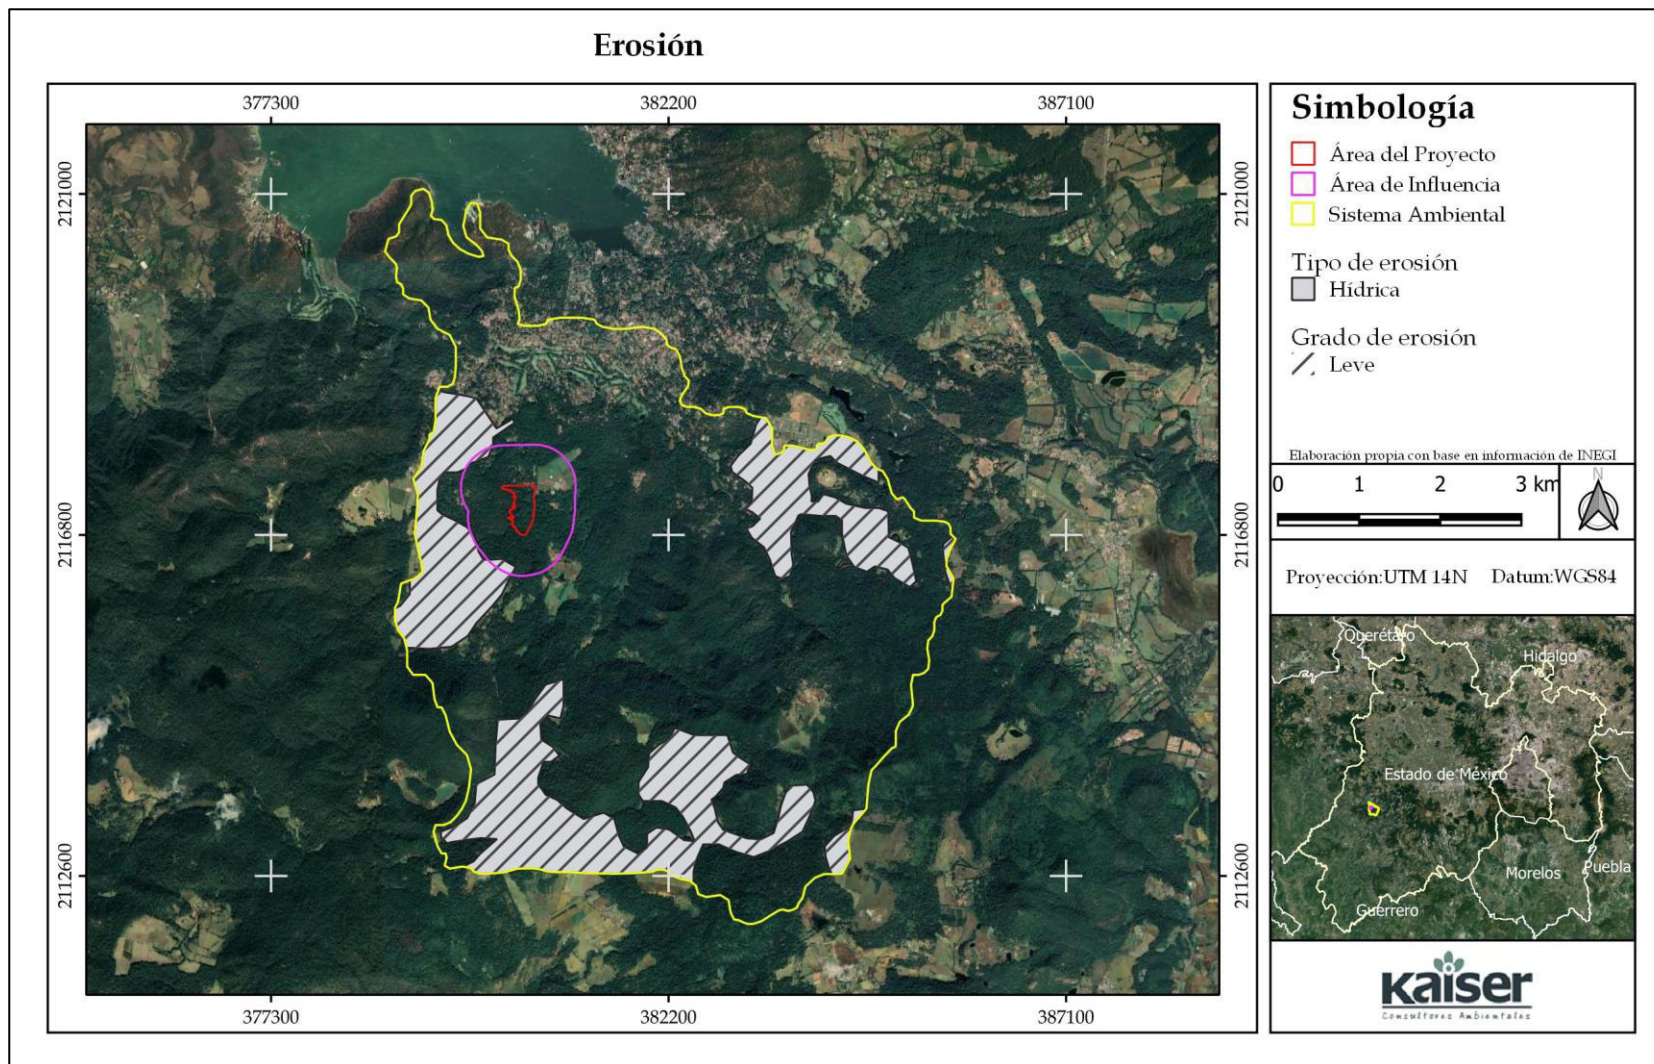 Erosión
377300
382200
387100
2121000
2121000
2116800
2116800
2112600
2112600
377300
382200
387100
Simbología
Área del Proyecto
Área de Influencia
Sistema Ambiental
Tipo de erosión
Hídrica
Grado de erosión
Leve
Elaboración propia con base en información de INEGI
0 1 2 3 km
N
Proyección:UTM 14N Datum:WGS84
Querétaro
Hidalgo
Estado de México
Morelos
Puebla
Guerrero
Kaiser
Consultores Ambientales